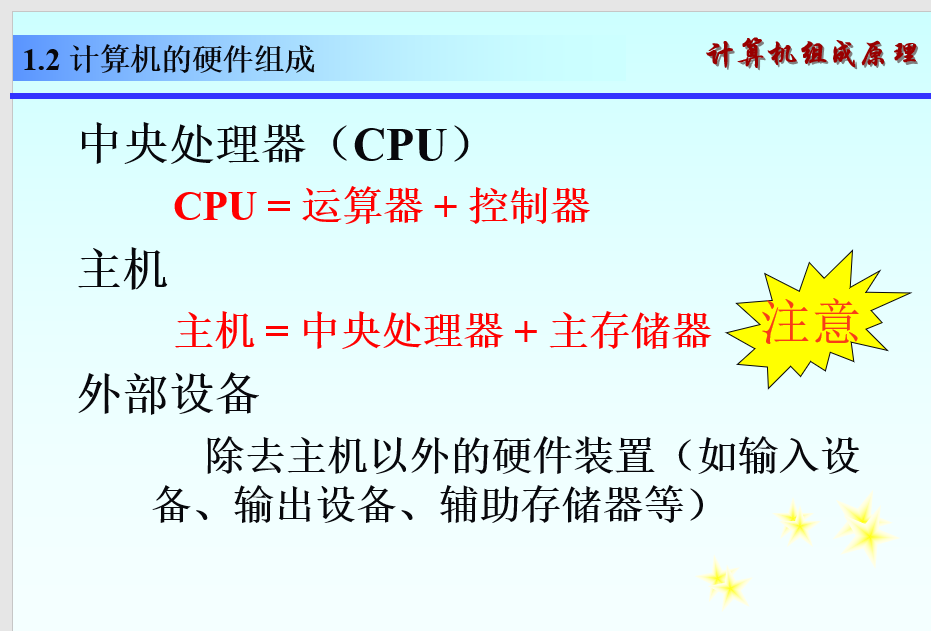 1.2 计算机的硬件组成
计算机组成原理
中央处理器（CPU）
CPU = 运算器 + 控制器
主机
主机 = 中央处理器 + 主存储器
注意
外部设备
除去主机以外的硬件装置（如输入设
备、输出设备、辅助存储器等）